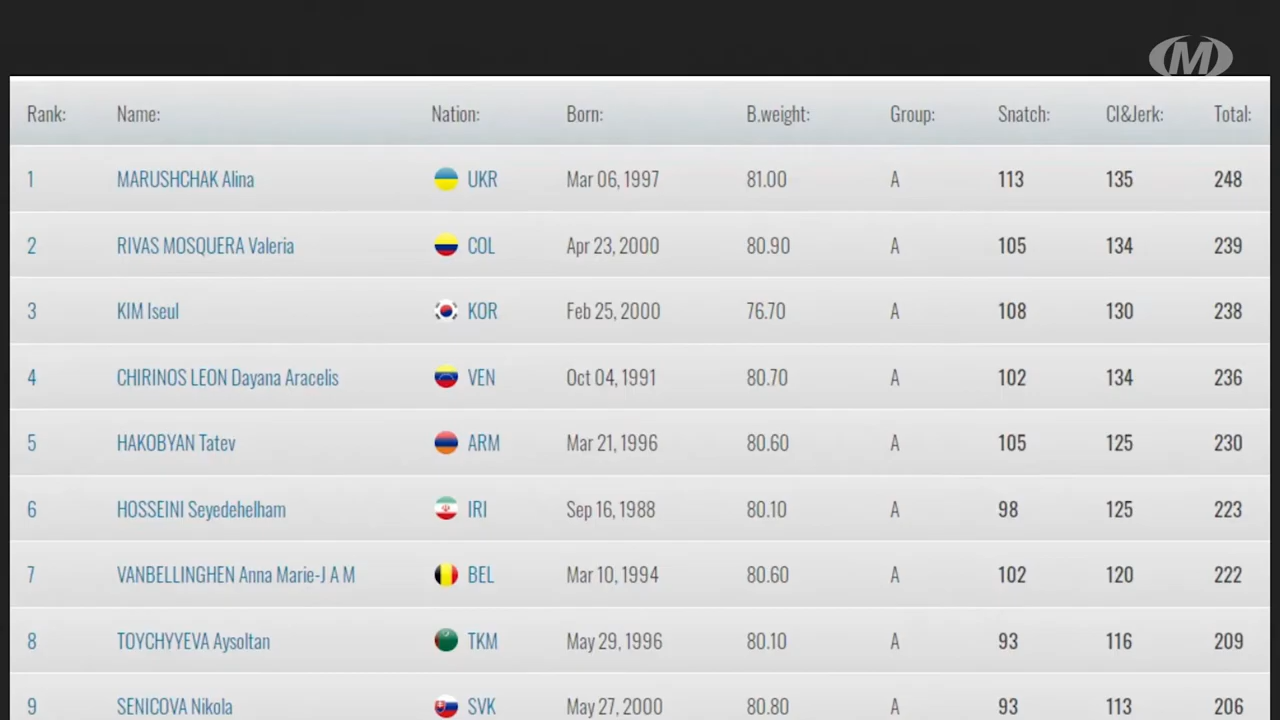 M
Rank: Name: Nation: Born: B.weight: Group: Snatch: CI&Jerk: Total:
1 MARUSHCHAK Alina UKR Mar 06, 1997 81.00 A 113 135 248
2 RIVAS MOSQUERA Valeria COL Apr 23, 2000 80.90 A 105 134 239
3 KIM Iseul KOR Feb 25, 2000 76.70 A 108 130 238
4 CHIRINOS LEON Dayana Aracelis VEN Oct 04, 1991 80.70 A 102 134 236
5 HAKOBYAN Tatev ARM Mar 21, 1996 80.60 A 105 125 230
6 HOSSEINI Seyedehelham IRI Sep 16, 1988 80.10 A 98 125 223
7 VANBELLINGHEN Anna Marie-J A M BEL Mar 10, 1994 80.60 A 102 120 222
8 TOYCHYYEVA Aysoltan TKM May 29, 1996 80.10 A 93 116 209
9 SENICOVA Nikola SVK May 27, 2000 80.80 A 93 113 206